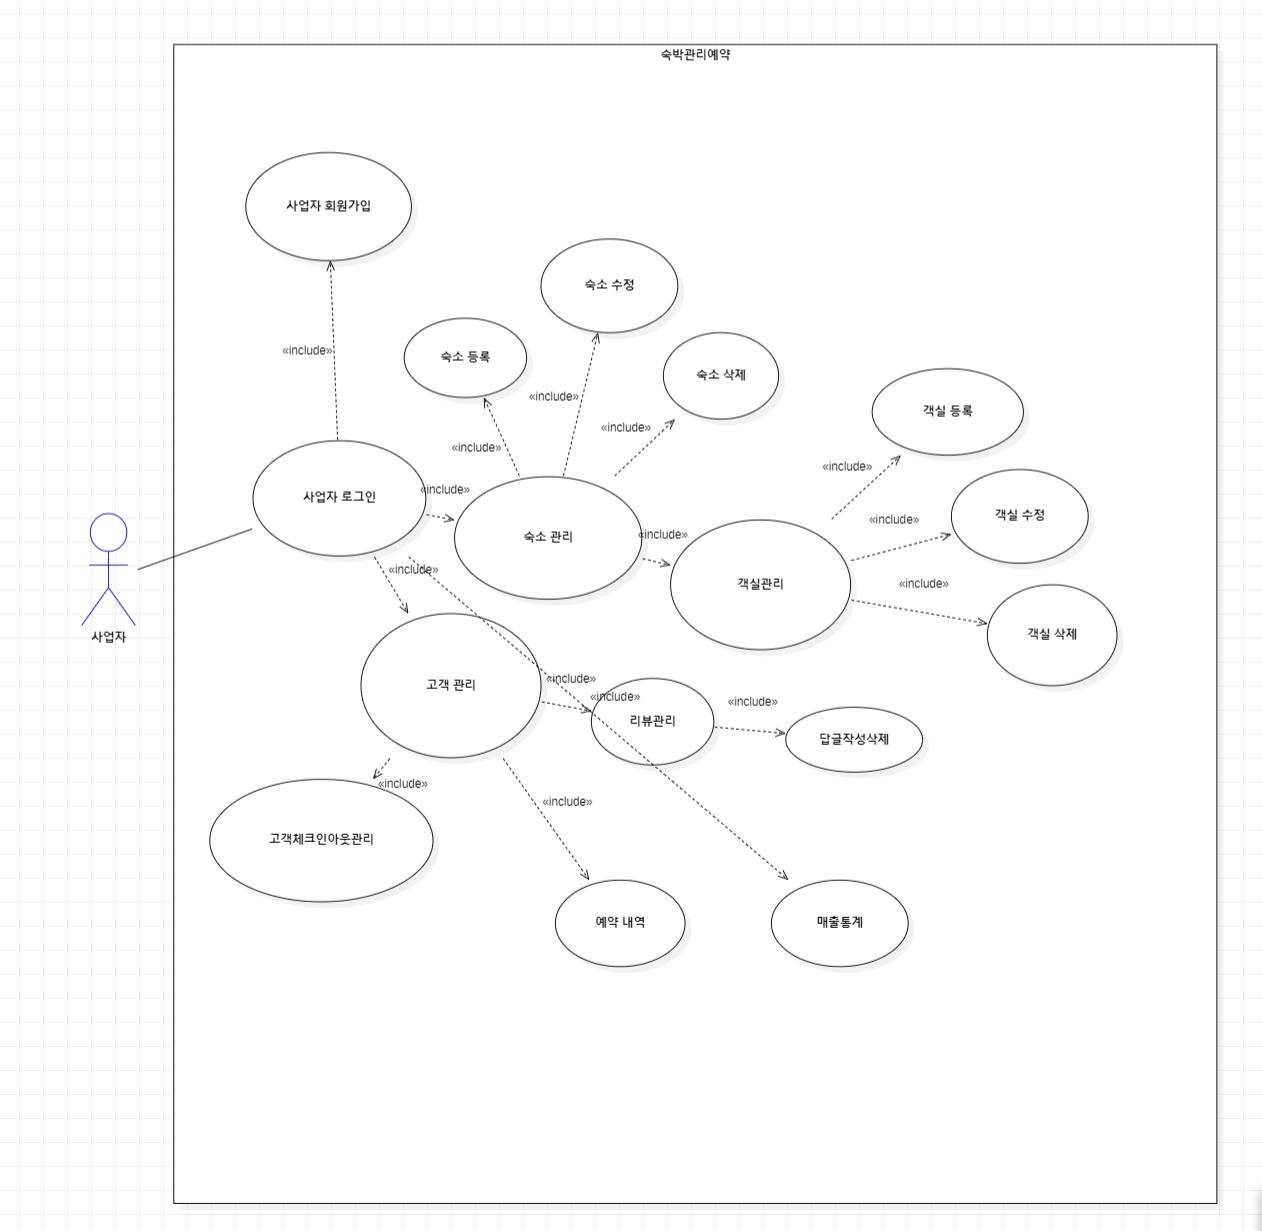 숙박관리예약
사업자 회원가입
숙소 수정
«include»
숙소 등록
숙소 삭제
«include»
객실 등록
«include»
«include»
«include»
사업자 로그인
«include»
객실 수정
«include»
숙소 관리
«include»
객실관리
«include»
«include»
사업자
객실 삭제
고객 관리
«include»
«include»
리뷰관리
«include»
답글작성삭제
«include»
고객체크인아웃관리
«include»
예약 내역
매출통계